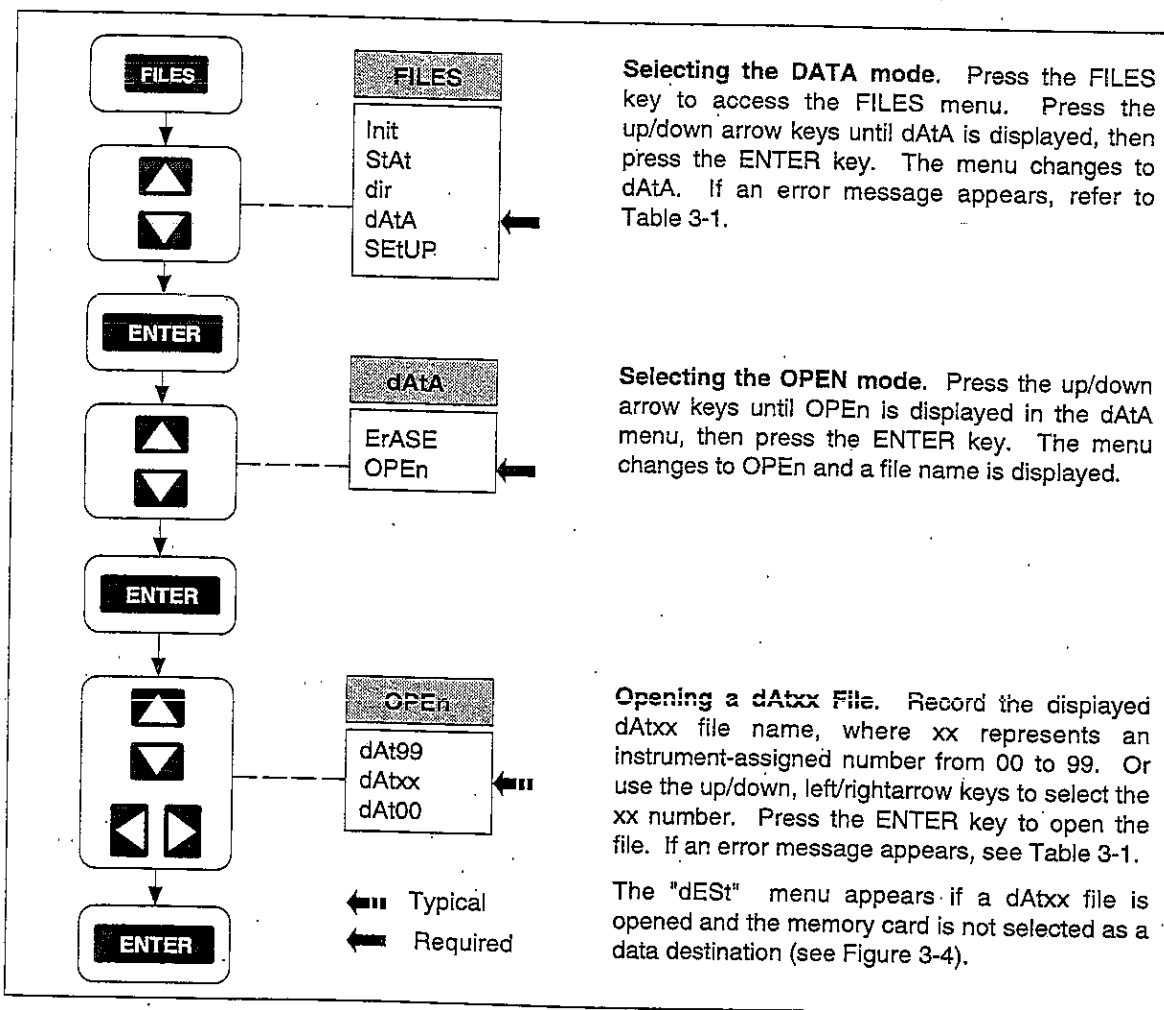 FILES
FILES
Init
StAt
dir
dAtA
SEtUP
Selecting the DATA mode. Press the FILES
key to access the FILES menu. Press the
up/down arrow keys until dAtA is displayed, then
press the ENTER key. The menu changes to
dAtA. If an error message appears, refer to
Table 3-1.
ENTER
dAtA
ErASE
OPEn
Selecting the OPEN mode. Press the up/down
arrow keys until OPEn is displayed in the dAtA
menu, then press the ENTER key. The menu
changes to OPEn and a file name is displayed.
ENTER
OPEn
dAt99
dAtxx
dAt00
Opening a dAtxx File. Record the displayed
dAtxx file name, where xx represents an
instrument-assigned number from 00 to 99. Or
use the up/down, left/rightarrow keys to select the
xx number. Press the ENTER key to open the
file. If an error message appears, see Table 3-1.
The "dESt" menu appears if a dAtxx file is
opened and the memory card is not selected as a
data destination (see Figure 3-4).
Typical
Required
ENTER